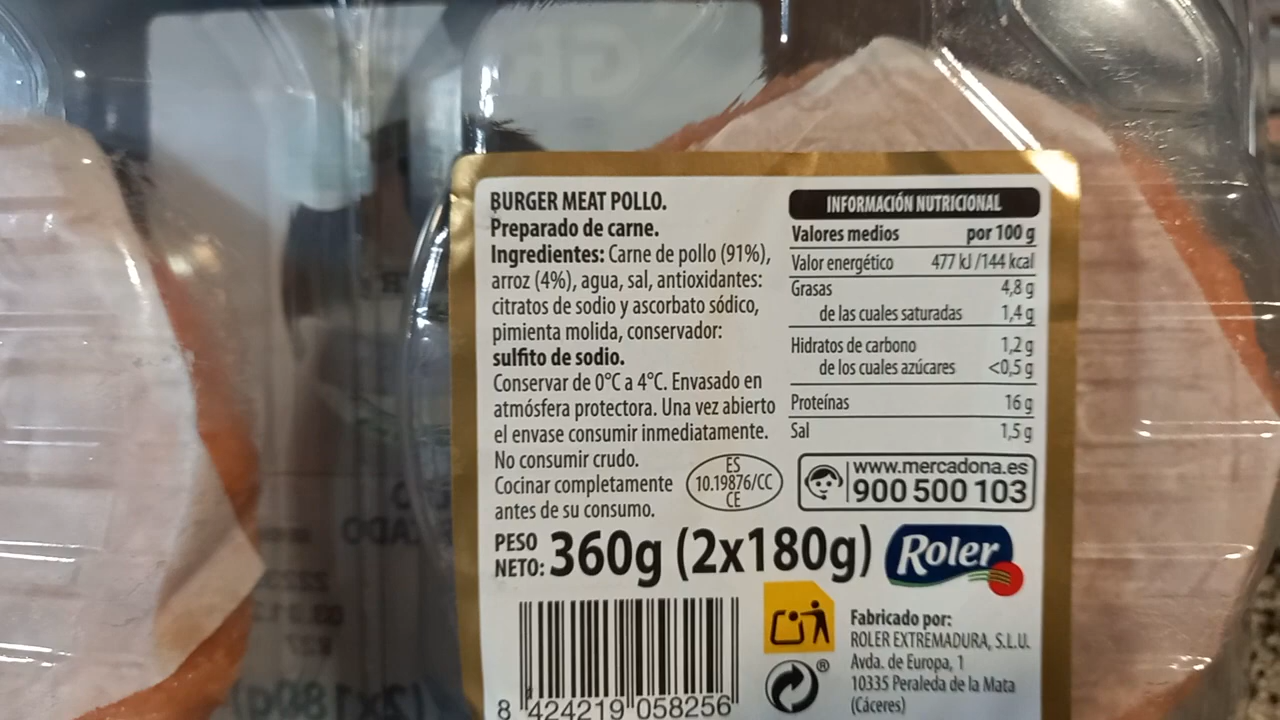 BURGER MEAT POLLO.
Preparado de carne.
Ingredientes: Carne de pollo (91%),
arroz (4%), agua, sal, antioxidantes:
citratos de sodio y ascorbato sódico,
pimienta molida, conservador:
sulfito de sodio.
Conservar de 0°C a 4°C. Envasado en
atmósfera protectora. Una vez abierto
el envase consumir inmediatamente.
No consumir crudo.
Cocinar completamente
antes de su consumo.
ES
10.19876/CC
CE
INFORMACIÓN NUTRICIONAL
Valores medios por 100 g
Valor energético 477 kJ/144 kcal
Grasas 4,8 g
de las cuales saturadas 1,4 g
Hidratos de carbono 1,2 g
de los cuales azúcares <0,5 g
Proteínas 16 g
Sal 1,5 g
www.mercadona.es
900 500 103
PESO
NETO: 360g (2x180g)
Roler
8 424219 058256
®
Fabricado por:
ROLER EXTREMADURA, S.L.U.
Avda. de Europa, 1
10335 Peraleda de la Mata
(Cáceres)